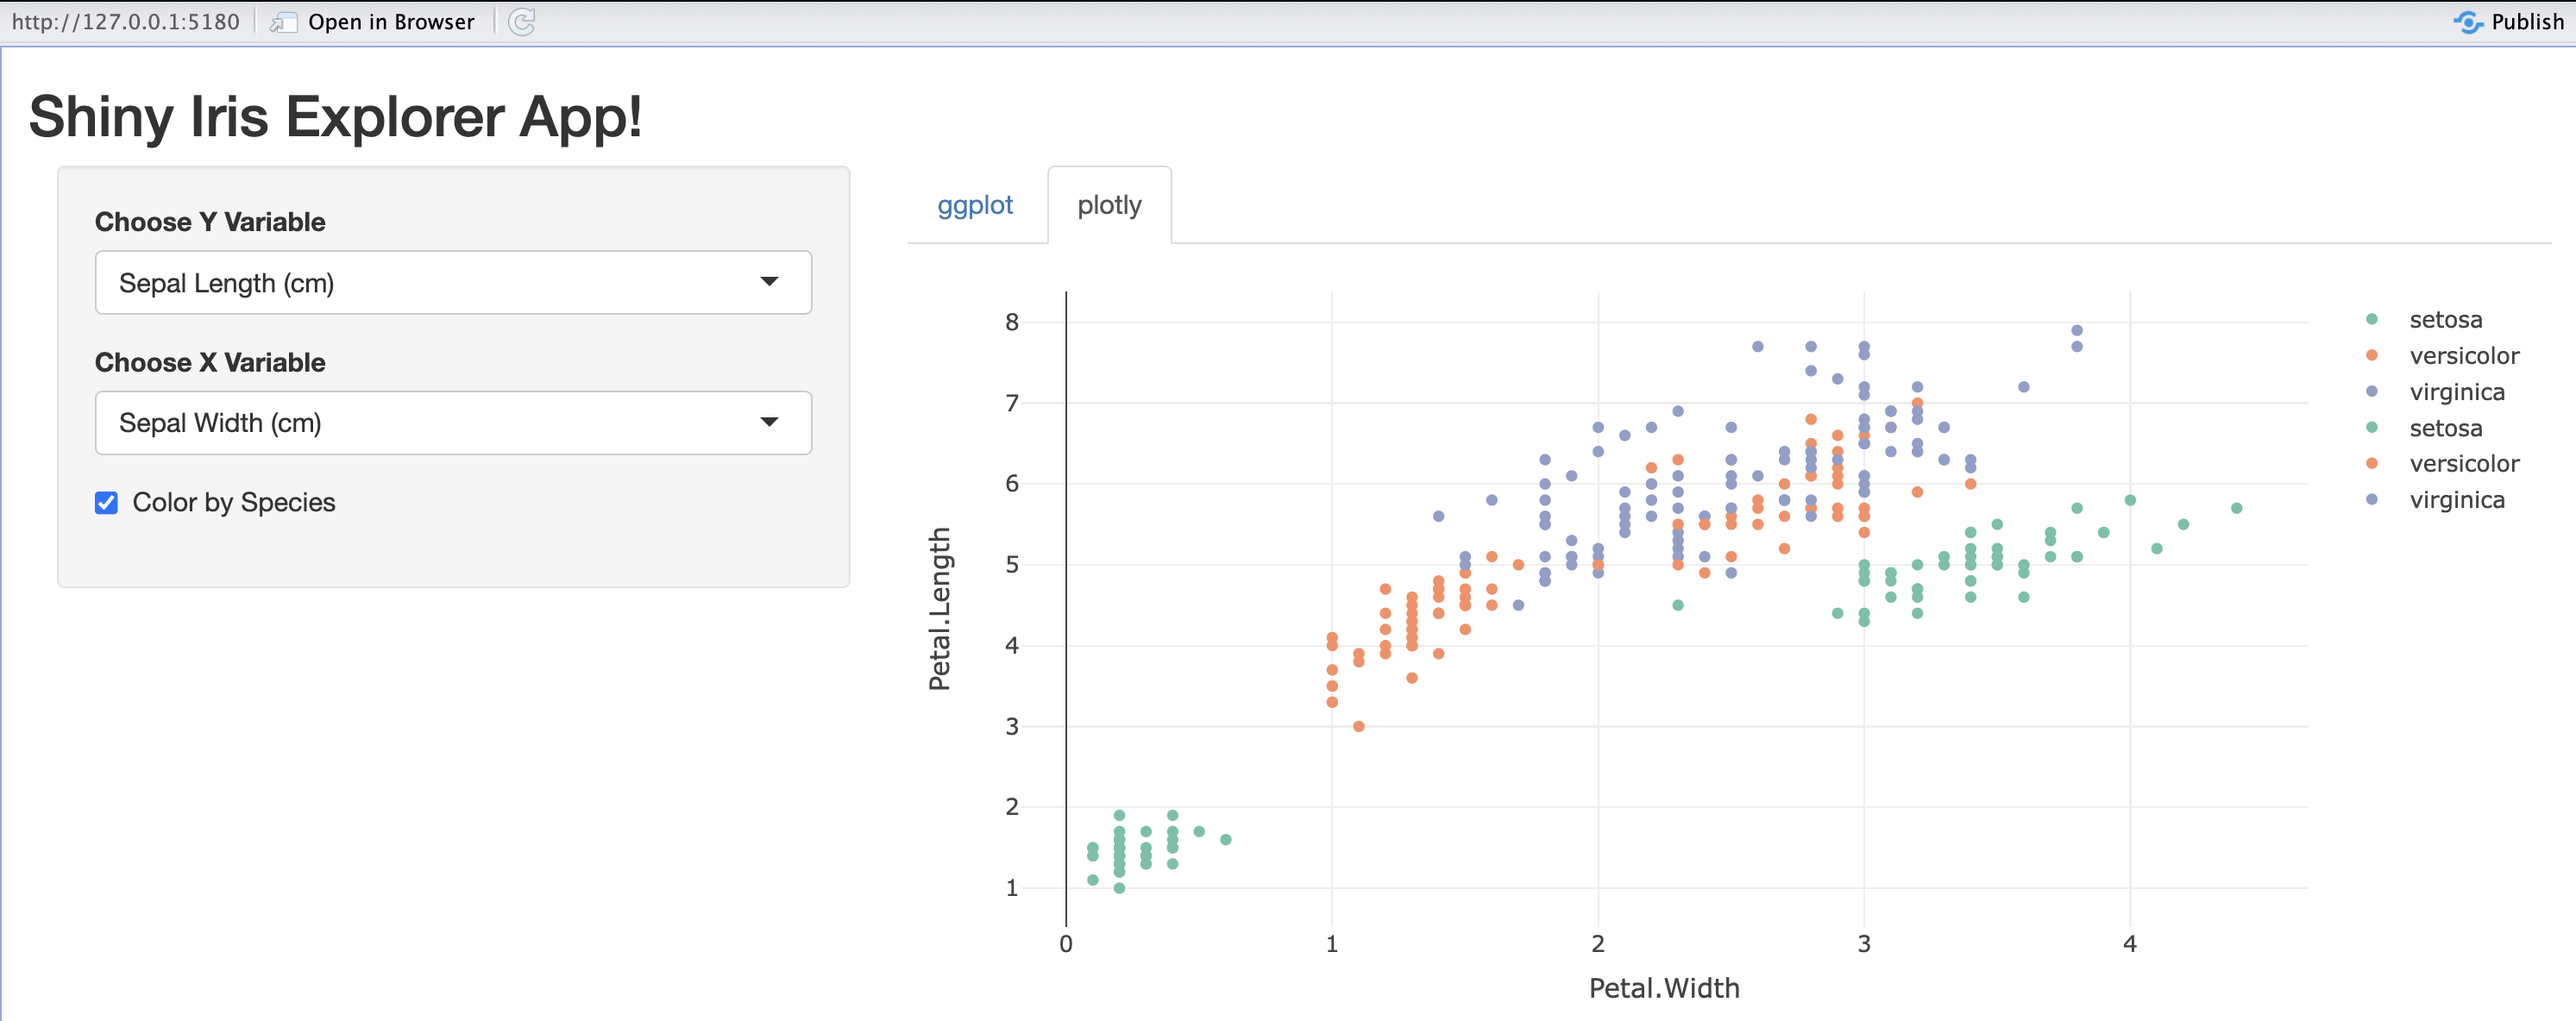 http://127.0.0.1:5180 Open in Browser Publish
Shiny Iris Explorer App!
Choose Y Variable
Sepal Length (cm)
Choose X Variable
Sepal Width (cm)
Color by Species
ggplot
plotly
8
7
6
5
4
3
2
1
Petal.Length
0 1 2 3 4
Petal.Width
setosa
versicolor
virginica
setosa
versicolor
virginica